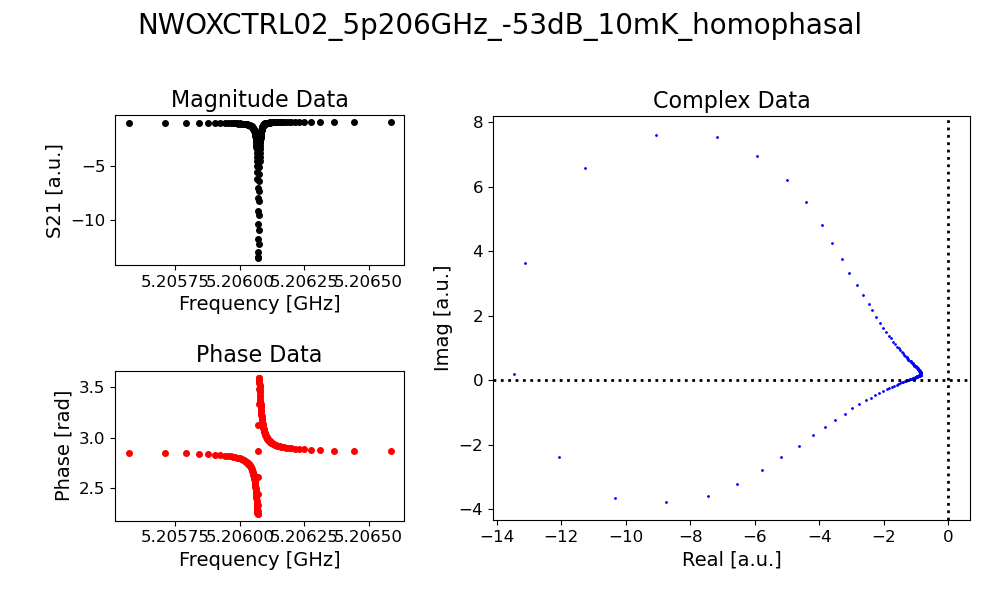 NWOXCTRL02_5p206GHz_-53dB_10mK_homophasal
Magnitude Data
S21 [a.u.]
−5
−10
5.20575 5.20600 5.20625 5.20650
Frequency [GHz]
Phase Data
Phase [rad]
3.5
3.0
2.5
5.20575 5.20600 5.20625 5.20650
Frequency [GHz]
Complex Data
Imag [a.u.]
8
6
4
2
0
−2
−4
−14 −12 −10 −8 −6 −4 −2 0
Real [a.u.]